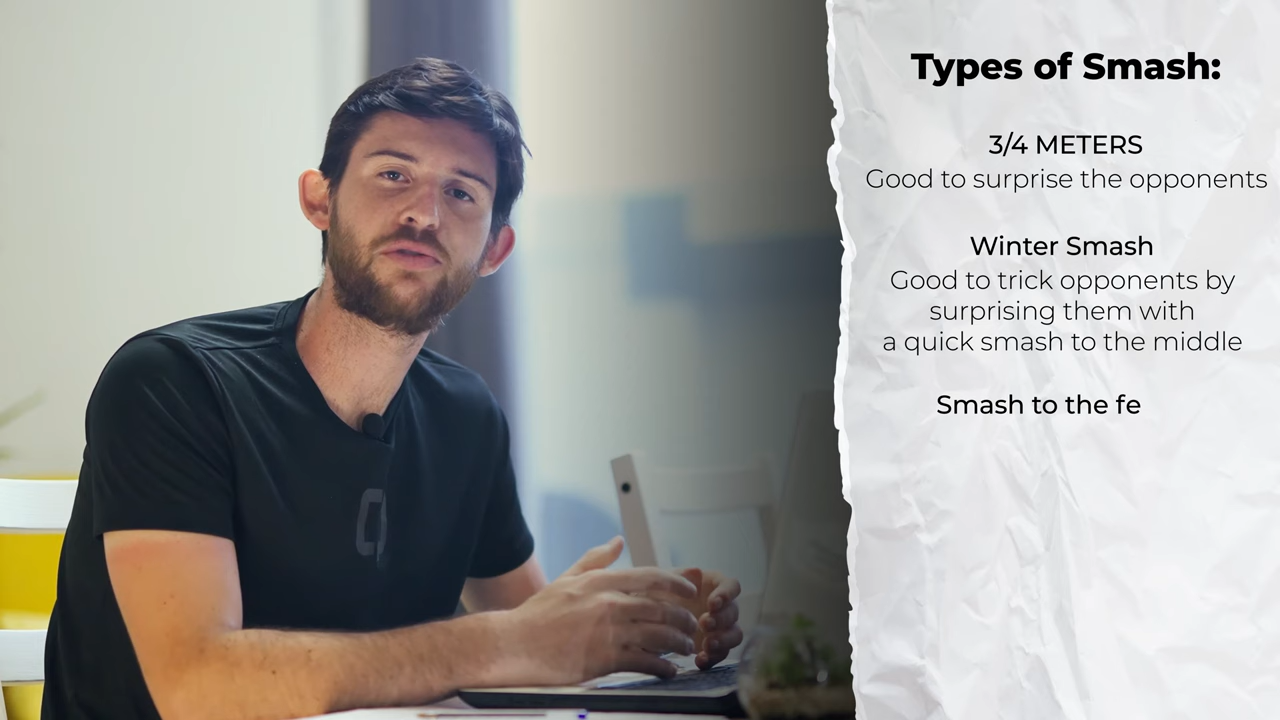 Types of Smash:
3/4 METERS
Good to surprise the opponents
Winter Smash
Good to trick opponents by
surprising them with
a quick smash to the middle
Smash to the fe